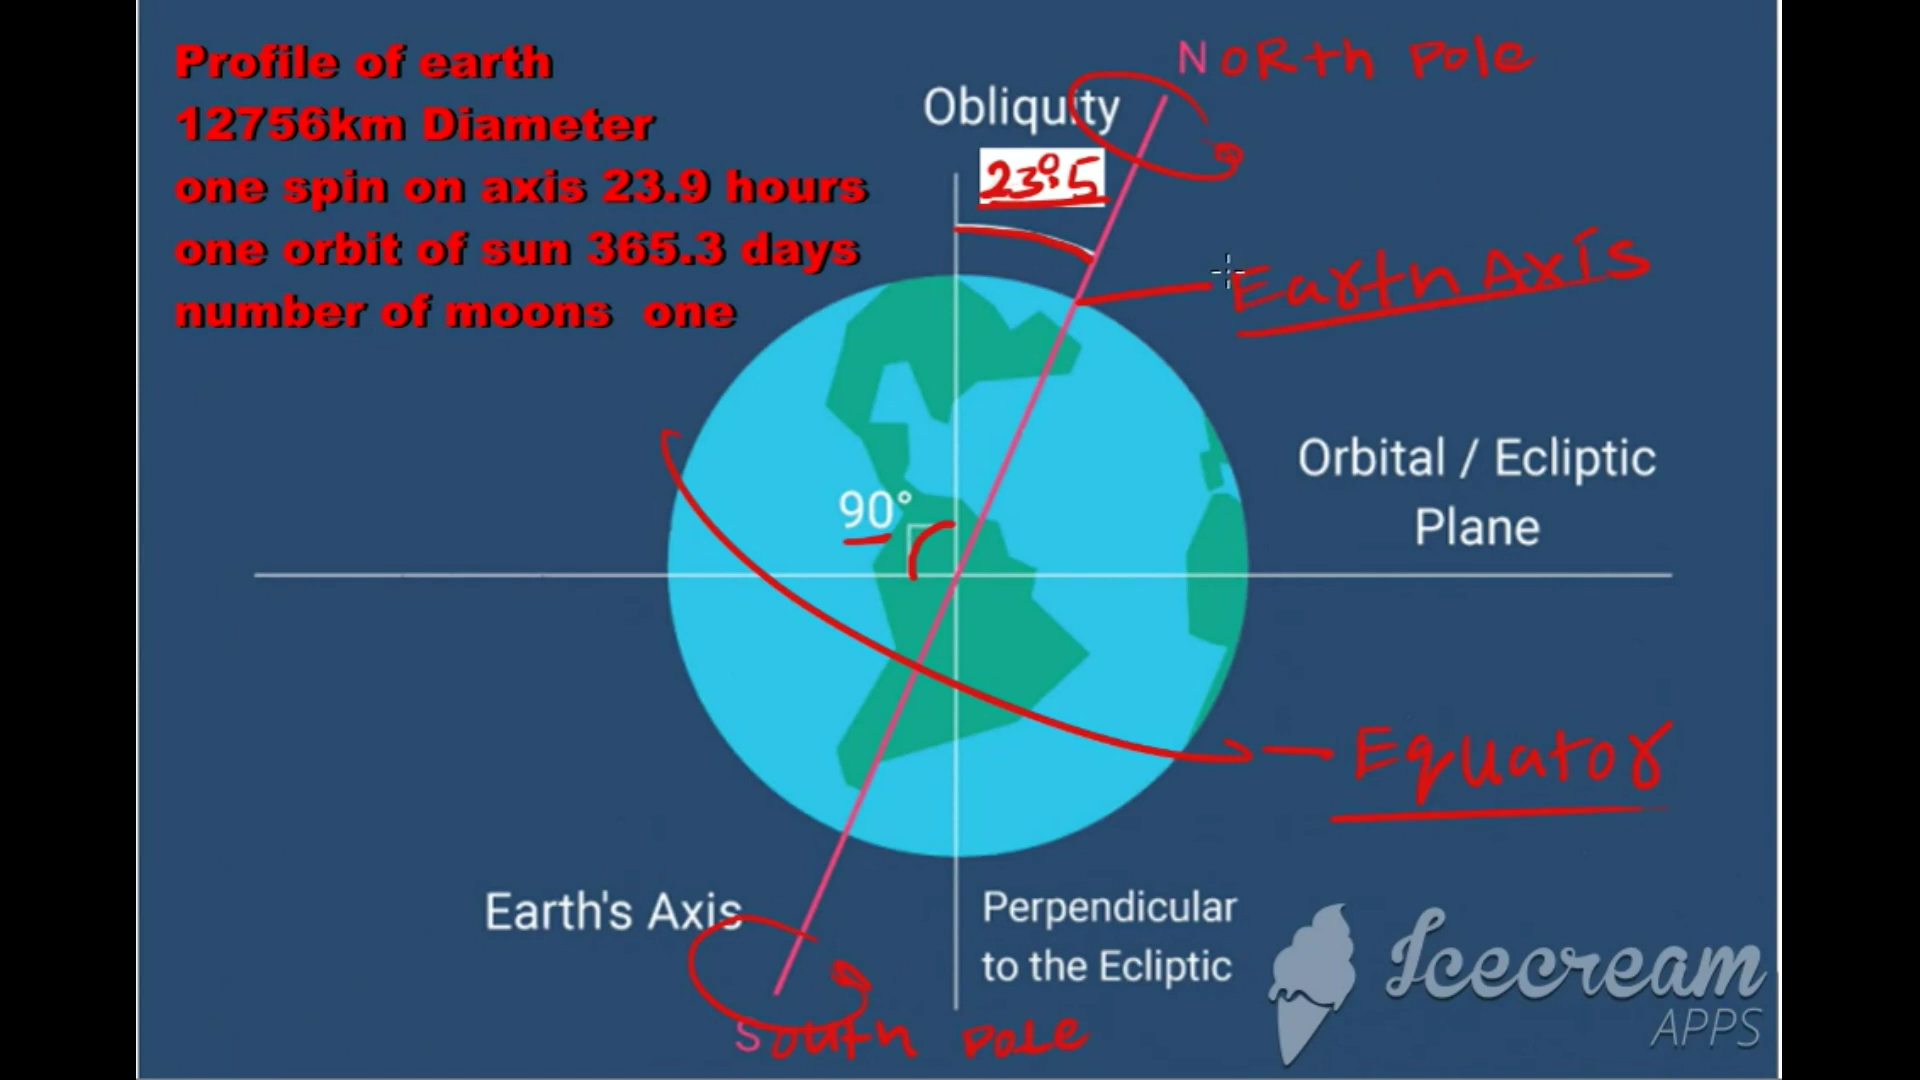 Profile of earth
12756km Diameter
one spin on axis 23.9 hours
one orbit of sun 365.3 days
number of moons one
NoRth Pole
Obliquity
23°.5
Earth Axis
Orbital / Ecliptic
Plane
90°
Equator
Earth's Axis
Perpendicular
to the Ecliptic
South Pole
Icecream
APPS